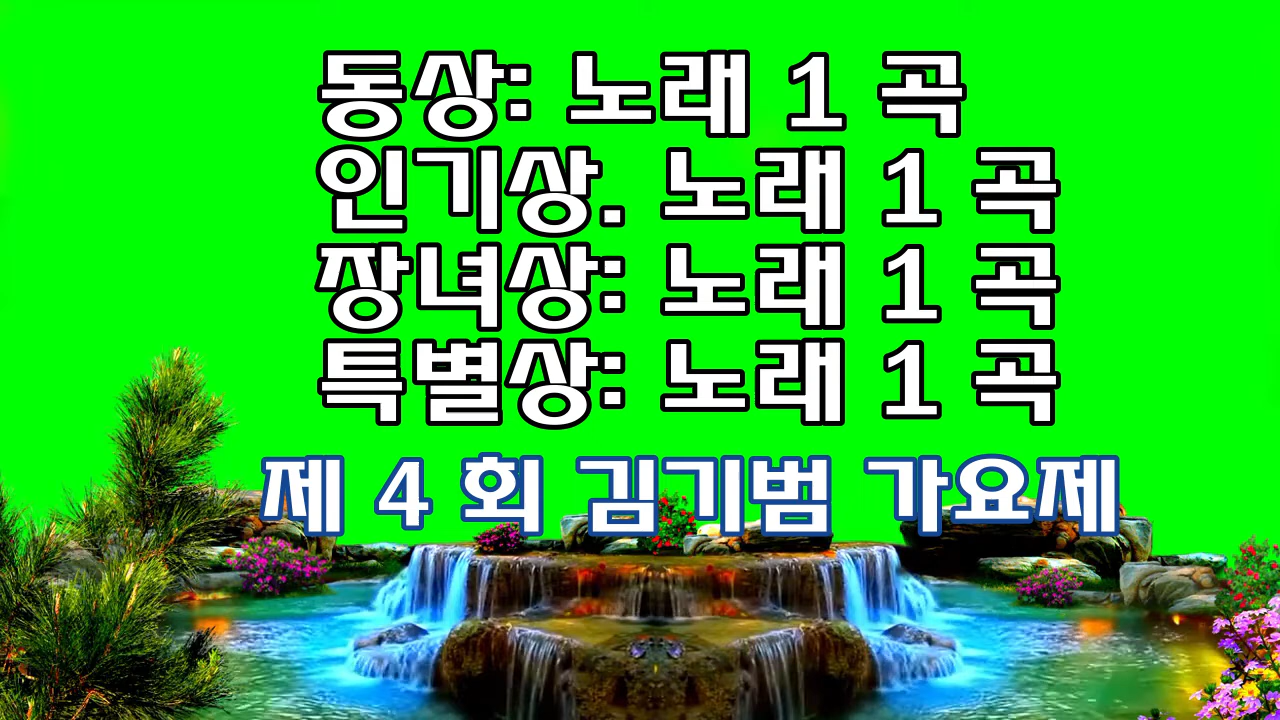 동상: 노래 1 곡
인기상. 노래 1 곡
장녀상: 노래 1 곡
특별상: 노래 1 곡
제 4 회 김기범 가요제